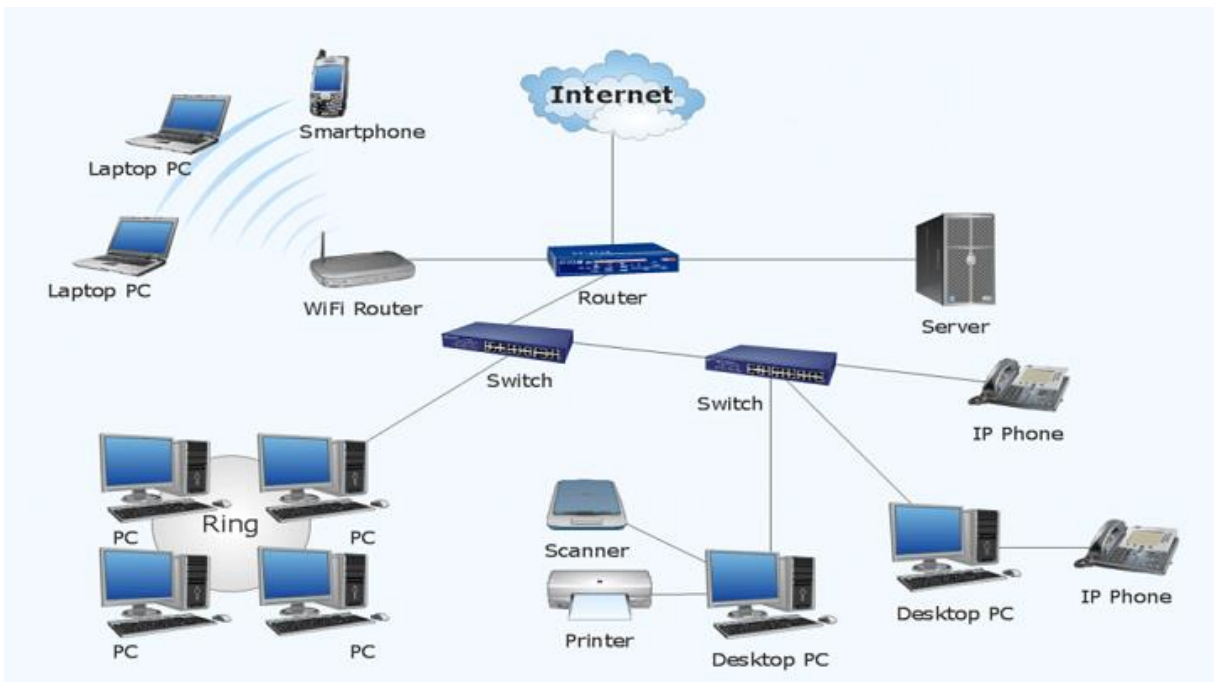 Internet
Smartphone
Laptop PC
Laptop PC
WiFi Router
Router
Server
Switch
Switch
IP Phone
Ring
PC
PC
PC
PC
Scanner
Printer
Desktop PC
Desktop PC
IP Phone